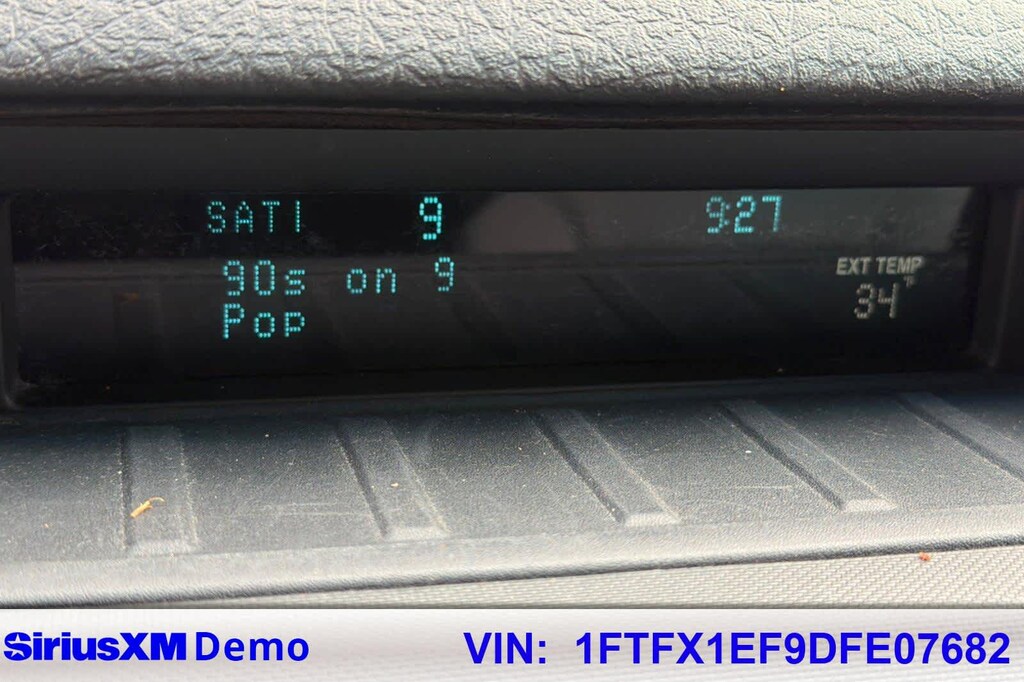 SAT1 9 9:27
90s on 9
Pop
EXT TEMP
34°F
SiriusXM Demo VIN: 1FTFX1EF9DFE07682